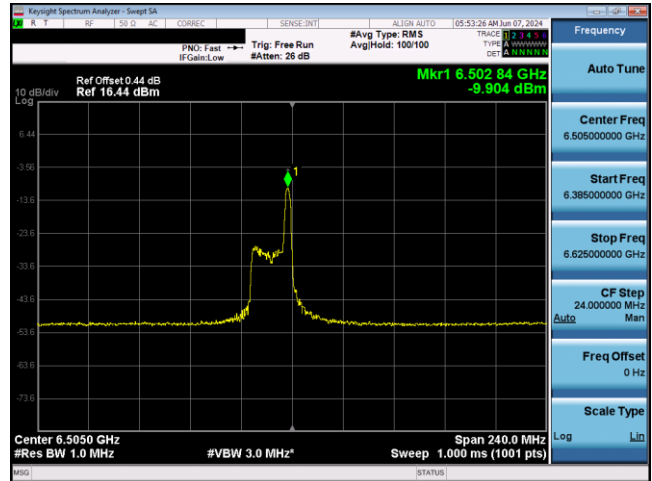 Keysight Spectrum Analyzer - Swept SA
R T RF 50 Ω AC CORREC SENSE:INT ALIGN AUTO 05:53:26 AM Jun 07, 2024
PNO: Fast Trig: Free Run #Avg Type: RMS TRACE 1 2 3 4 5 6
IFGain:Low #Atten: 26 dB Avg|Hold: 100/100 TYPE A WWWWW
DET A N N N N N
Frequency
Auto Tune
Ref Offset 0.44 dB Mkr1 6.502 84 GHz
10 dB/div Ref 16.44 dBm -9.904 dBm
Log
6.44
-3.56
1
-13.6
-23.6
-33.6
-43.6
-53.6
-63.6
-73.6
Center Freq
6.505000000 GHz
Start Freq
6.385000000 GHz
Stop Freq
6.625000000 GHz
CF Step
24.000000 MHz
Auto Man
Freq Offset
0 Hz
Scale Type
Log Lin
Center 6.5050 GHz Span 240.0 MHz
#Res BW 1.0 MHz #VBW 3.0 MHz* Sweep 1.000 ms (1001 pts)
MSG STATUS